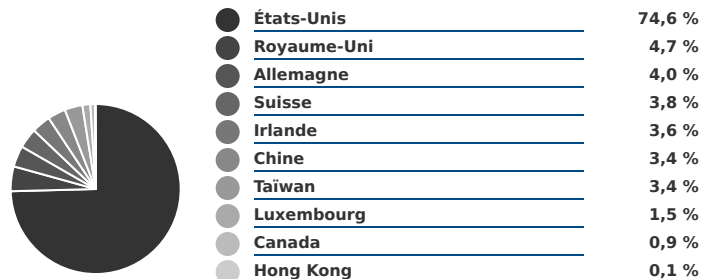 États-Unis 74,6 %
Royaume-Uni 4,7 %
Allemagne 4,0 %
Suisse 3,8 %
Irlande 3,6 %
Chine 3,4 %
Taïwan 3,4 %
Luxembourg 1,5 %
Canada 0,9 %
Hong Kong 0,1 %